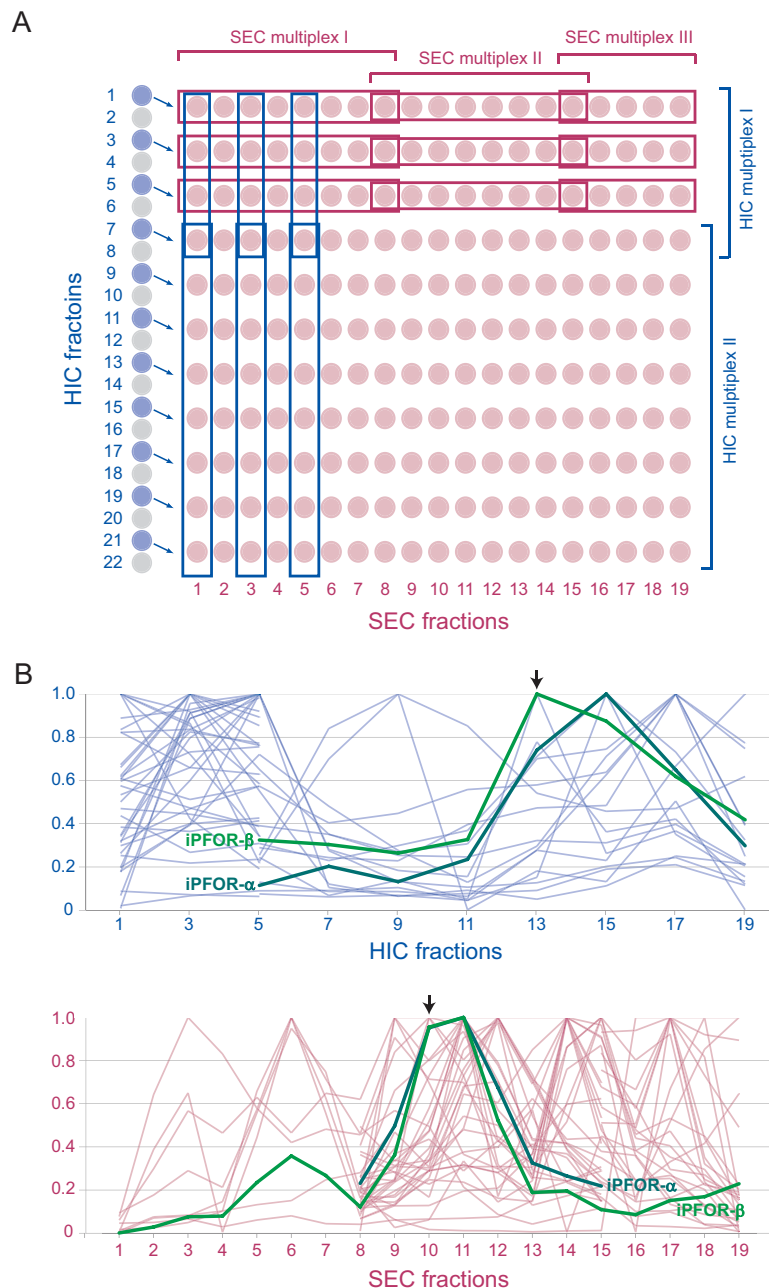 A
SEC multiplex I
SEC multiplex II
SEC multiplex III
1
2
3
4
5
6
7
8
9
10
11
12
13
14
15
16
17
18
19
20
21
22
HIC fractoins
HIC mulptiplex I
HIC mulptiplex II
1 2 3 4 5 6 7 8 9 10 11 12 13 14 15 16 17 18 19
SEC fractions
B
1.0
0.8
0.6
0.4
0.2
0
iPFOR-β
iPFOR-α
1 3 5 7 9 11 13 15 17 19
HIC fractions
1.0
0.8
0.6
0.4
0.2
0
iPFOR-α
iPFOR-β
1 2 3 4 5 6 7 8 9 10 11 12 13 14 15 16 17 18 19
SEC fractions